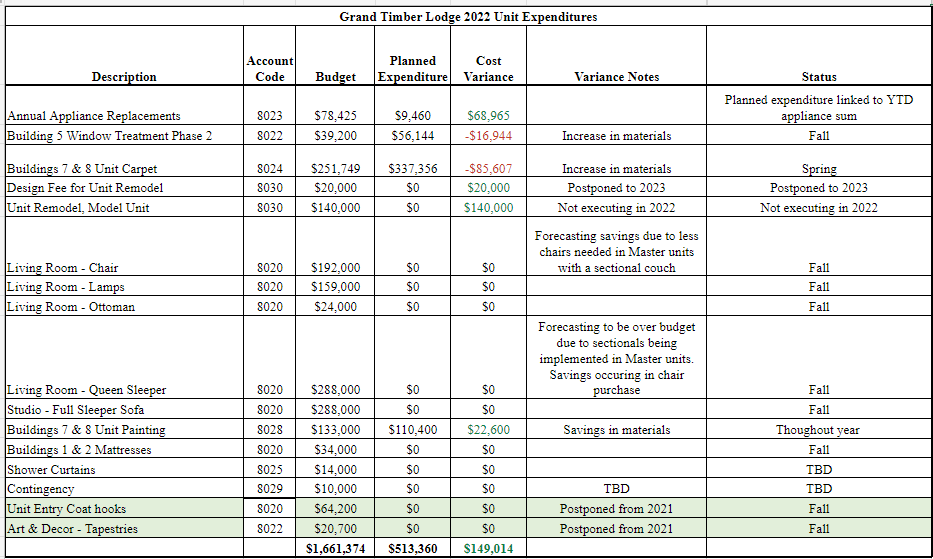 Grand Timber Lodge 2022 Unit Expenditures
Description Account Code Budget Planned Expenditure Cost Variance Variance Notes Status
Annual Appliance Replacements 8023 $78,425 $9,460 $68,965 Planned expenditure linked to YTD appliance sum
Building 5 Window Treatment Phase 2 8022 $39,200 $56,144 -$16,944 Increase in materials Fall
Buildings 7 & 8 Unit Carpet 8024 $251,749 $337,356 -$85,607 Increase in materials Spring
Design Fee for Unit Remodel 8030 $20,000 $0 $20,000 Postponed to 2023 Postponed to 2023
Unit Remodel, Model Unit 8030 $140,000 $0 $140,000 Not executing in 2022 Not executing in 2022
Living Room - Chair 8020 $192,000 $0 $0 Forecasting savings due to less chairs needed in Master units with a sectional couch Fall
Living Room - Lamps 8020 $159,000 $0 $0 Fall
Living Room - Ottoman 8020 $24,000 $0 $0 Fall
Living Room - Queen Sleeper 8020 $288,000 $0 $0 Forecasting to be over budget due to sectionals being implemented in Master units. Savings occuring in chair purchase Fall
Studio - Full Sleeper Sofa 8020 $288,000 $0 $0 Fall
Buildings 7 & 8 Unit Painting 8028 $133,000 $110,400 $22,600 Savings in materials Thoughout year
Buildings 1 & 2 Mattresses 8020 $34,000 $0 $0 Fall
Shower Curtains 8025 $14,000 $0 $0 TBD
Contingency 8029 $10,000 $0 $0 TBD TBD
Unit Entry Coat hooks 8020 $64,200 $0 $0 Postponed from 2021 Fall
Art & Decor - Tapestries 8022 $20,700 $0 $0 Postponed from 2021 Fall
$1,661,374 $513,360 $149,014